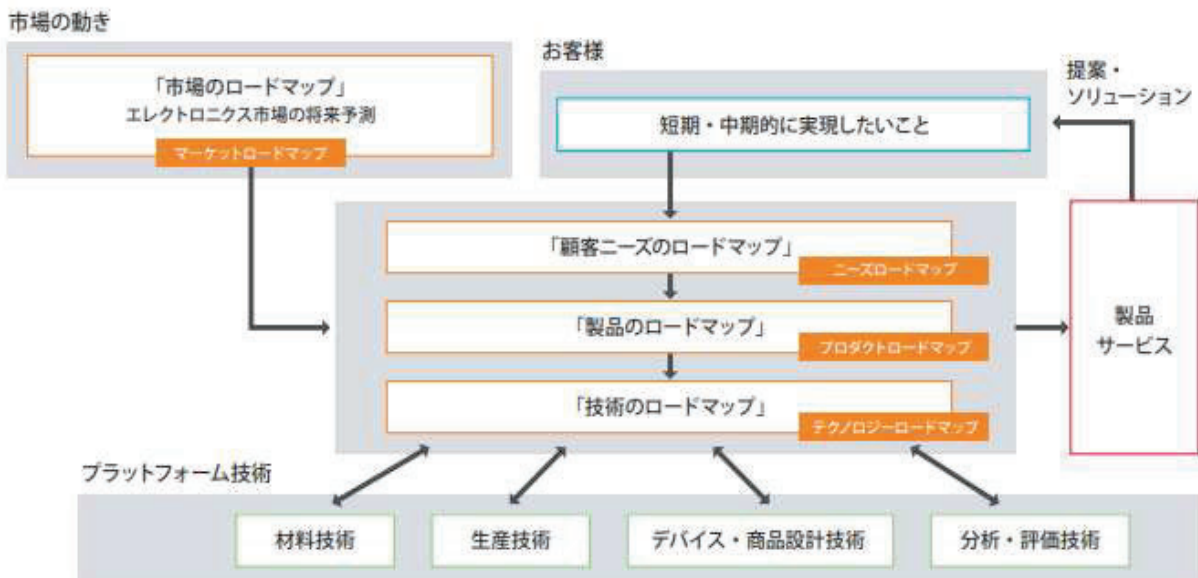 市場の動き
「市場のロードマップ」
エレクトロニクス市場の将来予測
マーケットロードマップ
お客様
短期・中期的に実現したいこと
提案・
ソリューション
「顧客ニーズのロードマップ」
ニーズロードマップ
「製品のロードマップ」
プロダクトロードマップ
「技術のロードマップ」
テクノロジーロードマップ
製品
サービス
プラットフォーム技術
材料技術
生産技術
デバイス・商品設計技術
分析・評価技術